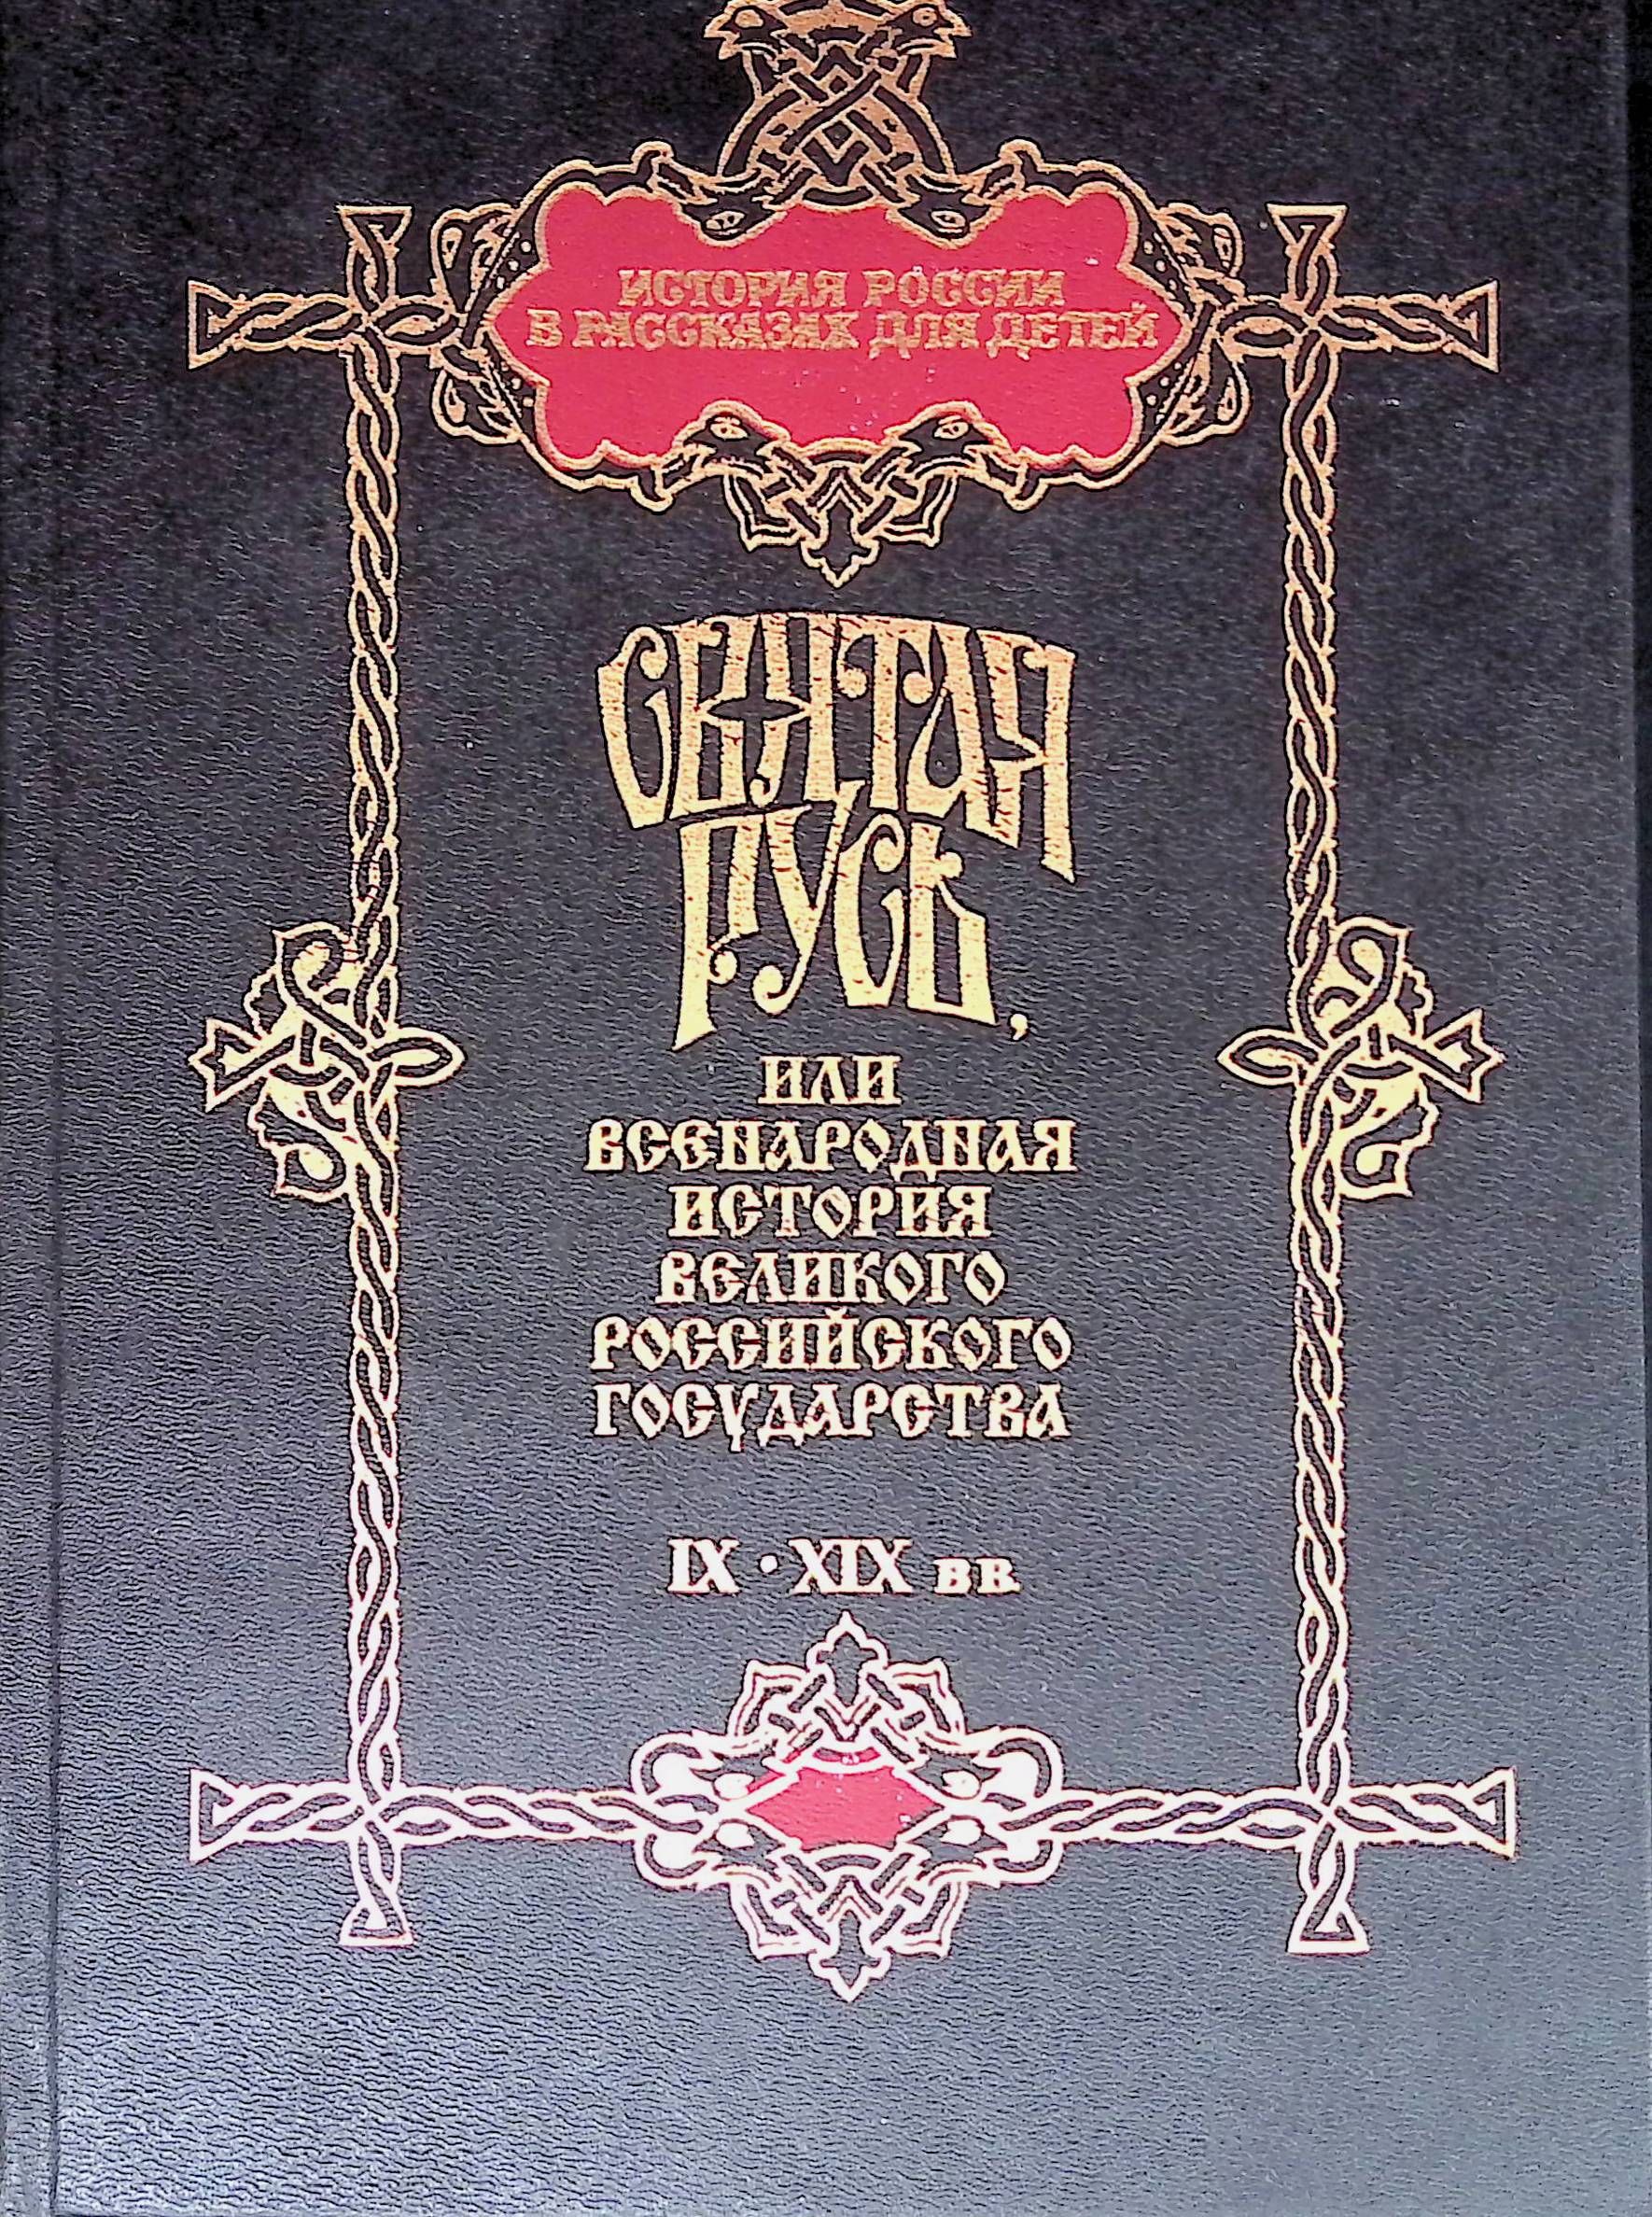 ИСТОРИЯ РОССИИ
В РАССКАЗАХ ДЛЯ ДЕТЕЙ
СВЯТАЯ
РУСЬ,
ИЛИ
ВСЕНАРОДНАЯ
ИСТОРИЯ
ВЕЛИКОГО
РОССИЙСКОГО
ГОСУДАРСТВА
IX • XIX вв.